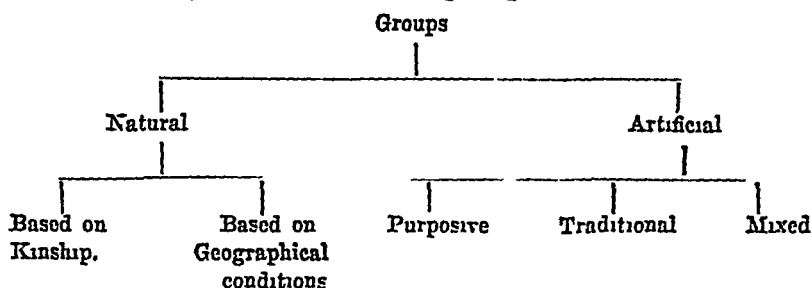 Groups
Natural Artificial
Based on Based on Purposive Traditional Mixed
Kinship. Geographical
conditions